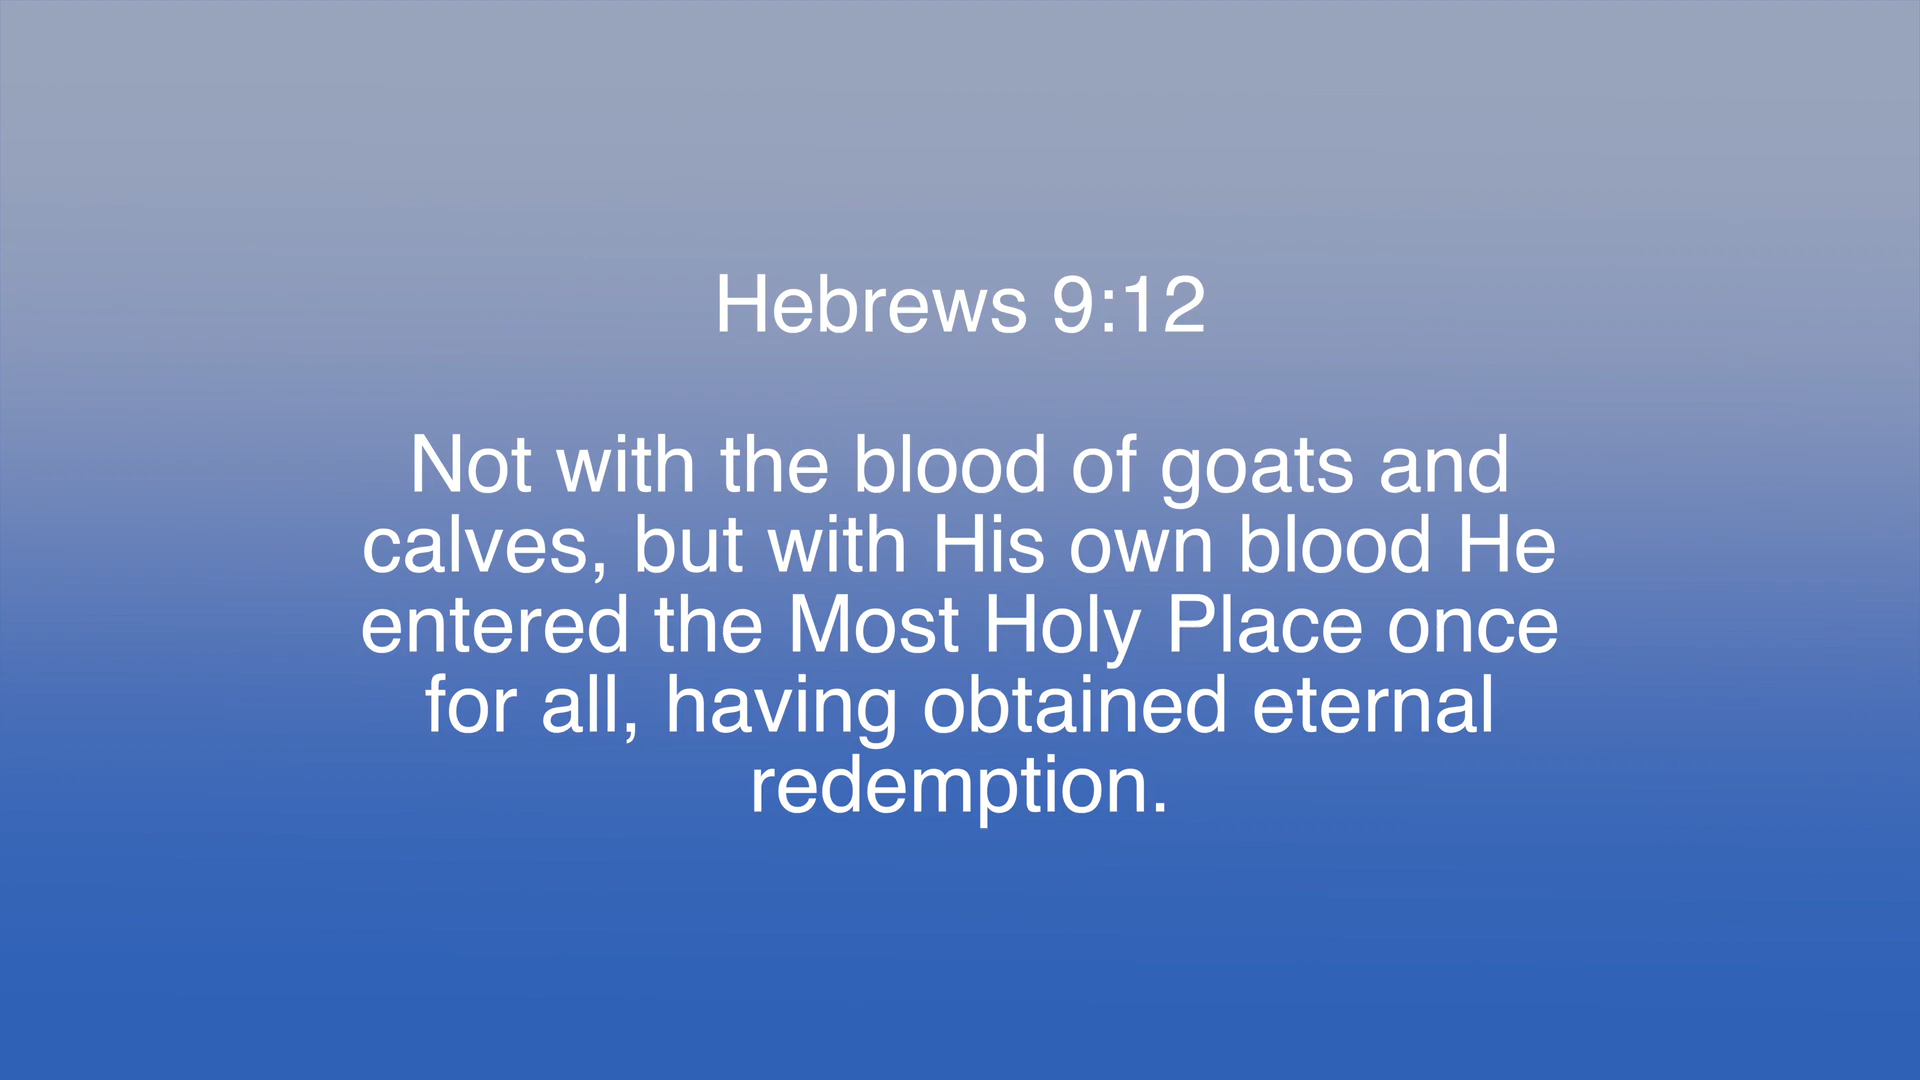 Hebrews 9:12
Not with the blood of goats and
calves, but with His own blood He
entered the Most Holy Place once
for all, having obtained eternal
redemption.